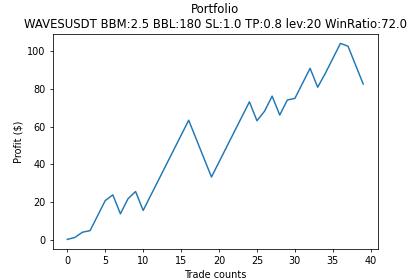 Portfolio
WAVESUSDT BBM:2.5 BBL:180 SL:1.0 TP:0.8 lev:20 WinRatio:72.0
100
80
60
40
20
0
Profit ($)
0 5 10 15 20 25 30 35 40
Trade counts